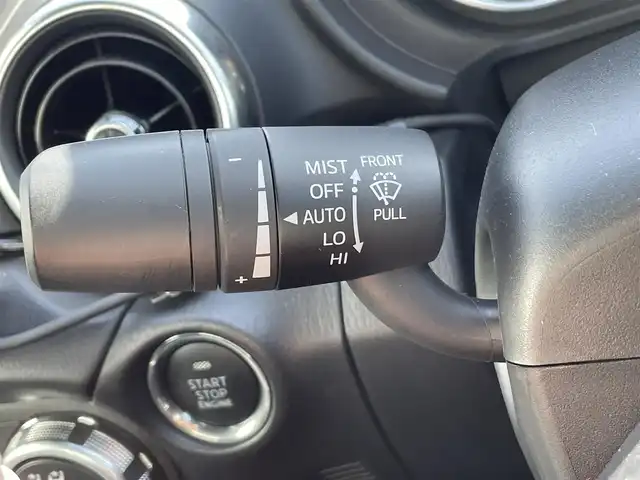 MIST FRONT
OFF
AUTO PULL
LO
HI
− +
START
STOP
ENGINE